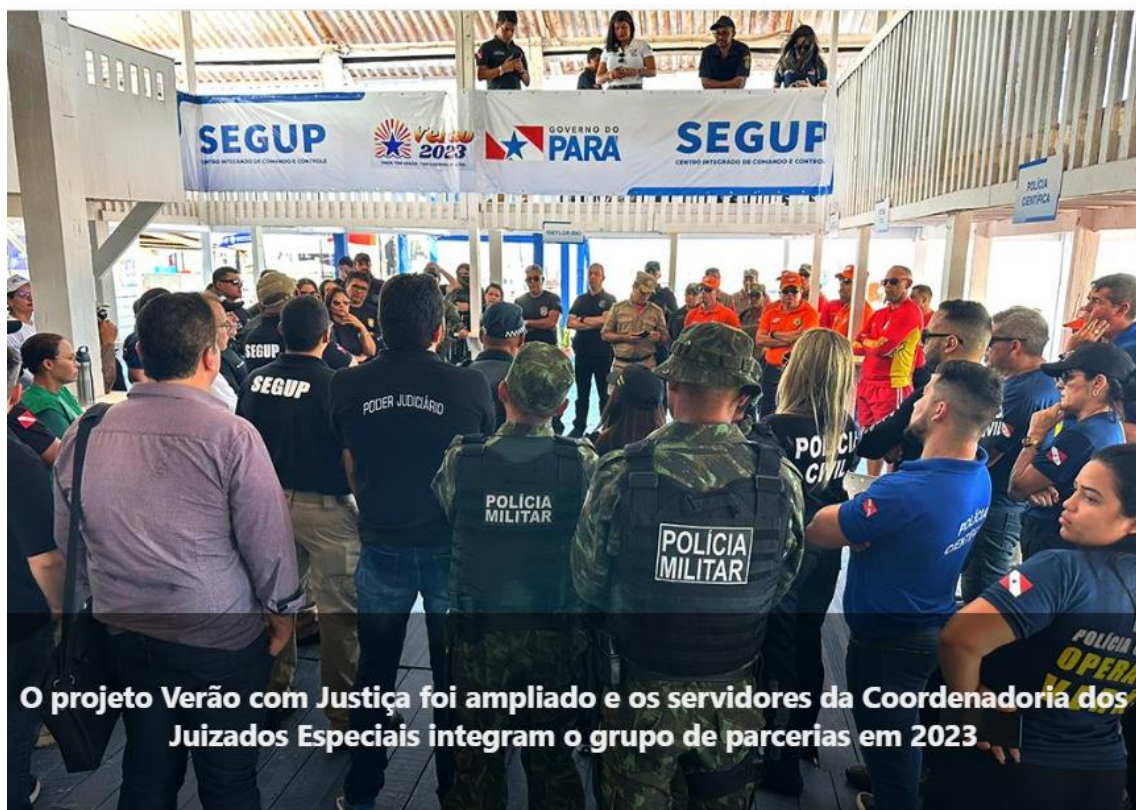 SEGUP
CENTRO INTEGRADO DE COMANDO E CONTROLE
Verão
2023
GOVERNO DO
PARÁ
SEGUP
CENTRO INTEGRADO DE COMANDO E CONTROLE
POLÍCIA
CIENTÍFICA
SEGUP
SEGUP
PODER JUDICIÁRIO
POLÍCIA
MILITAR
POLÍCIA
MILITAR
POLÍCIA
CIVIL
POLÍCIA
CIENTÍFICA
POLÍCIA
OPERA
O projeto Verão com Justiça foi ampliado e os servidores da Coordenadoria dos
Juizados Especiais integram o grupo de parcerias em 2023